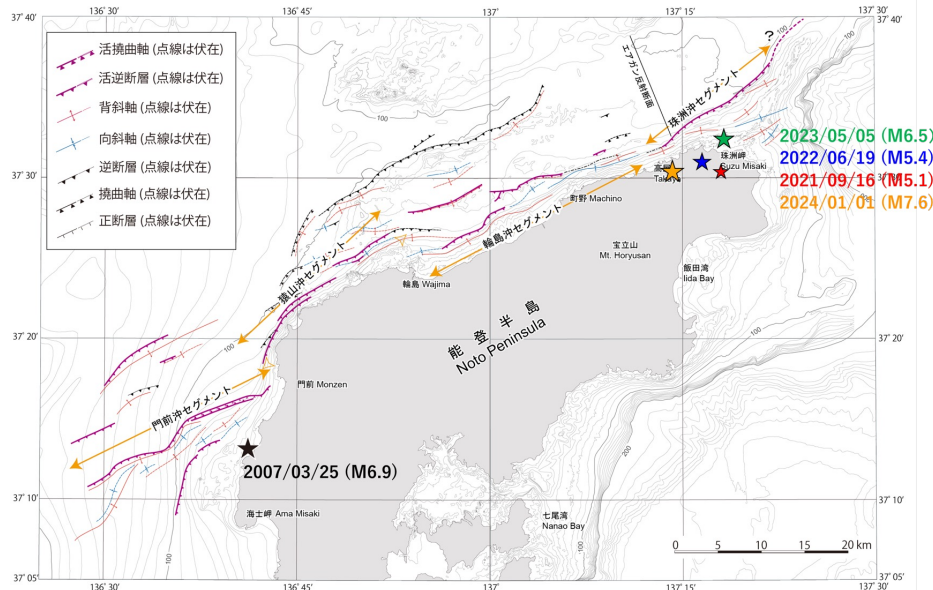 136˚30'
136˚45'
137˚
137˚15'
137˚30'
37˚40'
37˚40'
活撓曲軸 (点線は伏在)
活逆断層 (点線は伏在)
背斜軸 (点線は伏在)
向斜軸 (点線は伏在)
逆断層 (点線は伏在)
撓曲軸 (点線は伏在)
正断層 (点線は伏在)
100
?
100
エアガン反射断面
珠洲沖セグメント
2023/05/05 (M6.5)
2022/06/19 (M5.4)
2021/09/16 (M5.1)
2024/01/01 (M7.6)
珠洲岬
Suzu Misaki
37˚30'
町野 Machino
輪島沖セグメント
宝立山
Mt. Horyusan
飯田湾
Iida Bay
猿山沖セグメント
輪島 Wajima
37˚20'
37˚20'
100
100
能登半島
Noto Peninsula
門前 Monzen
門前沖セグメント
2007/03/25 (M6.9)
200
37˚10'
37˚10'
海士岬 Ama Misaki
七尾湾
Nanao Bay
100
100
0 5 10 15 20 km
37˚05'
37˚05'
136˚30'
136˚45'
137˚
137˚15'
137˚30'